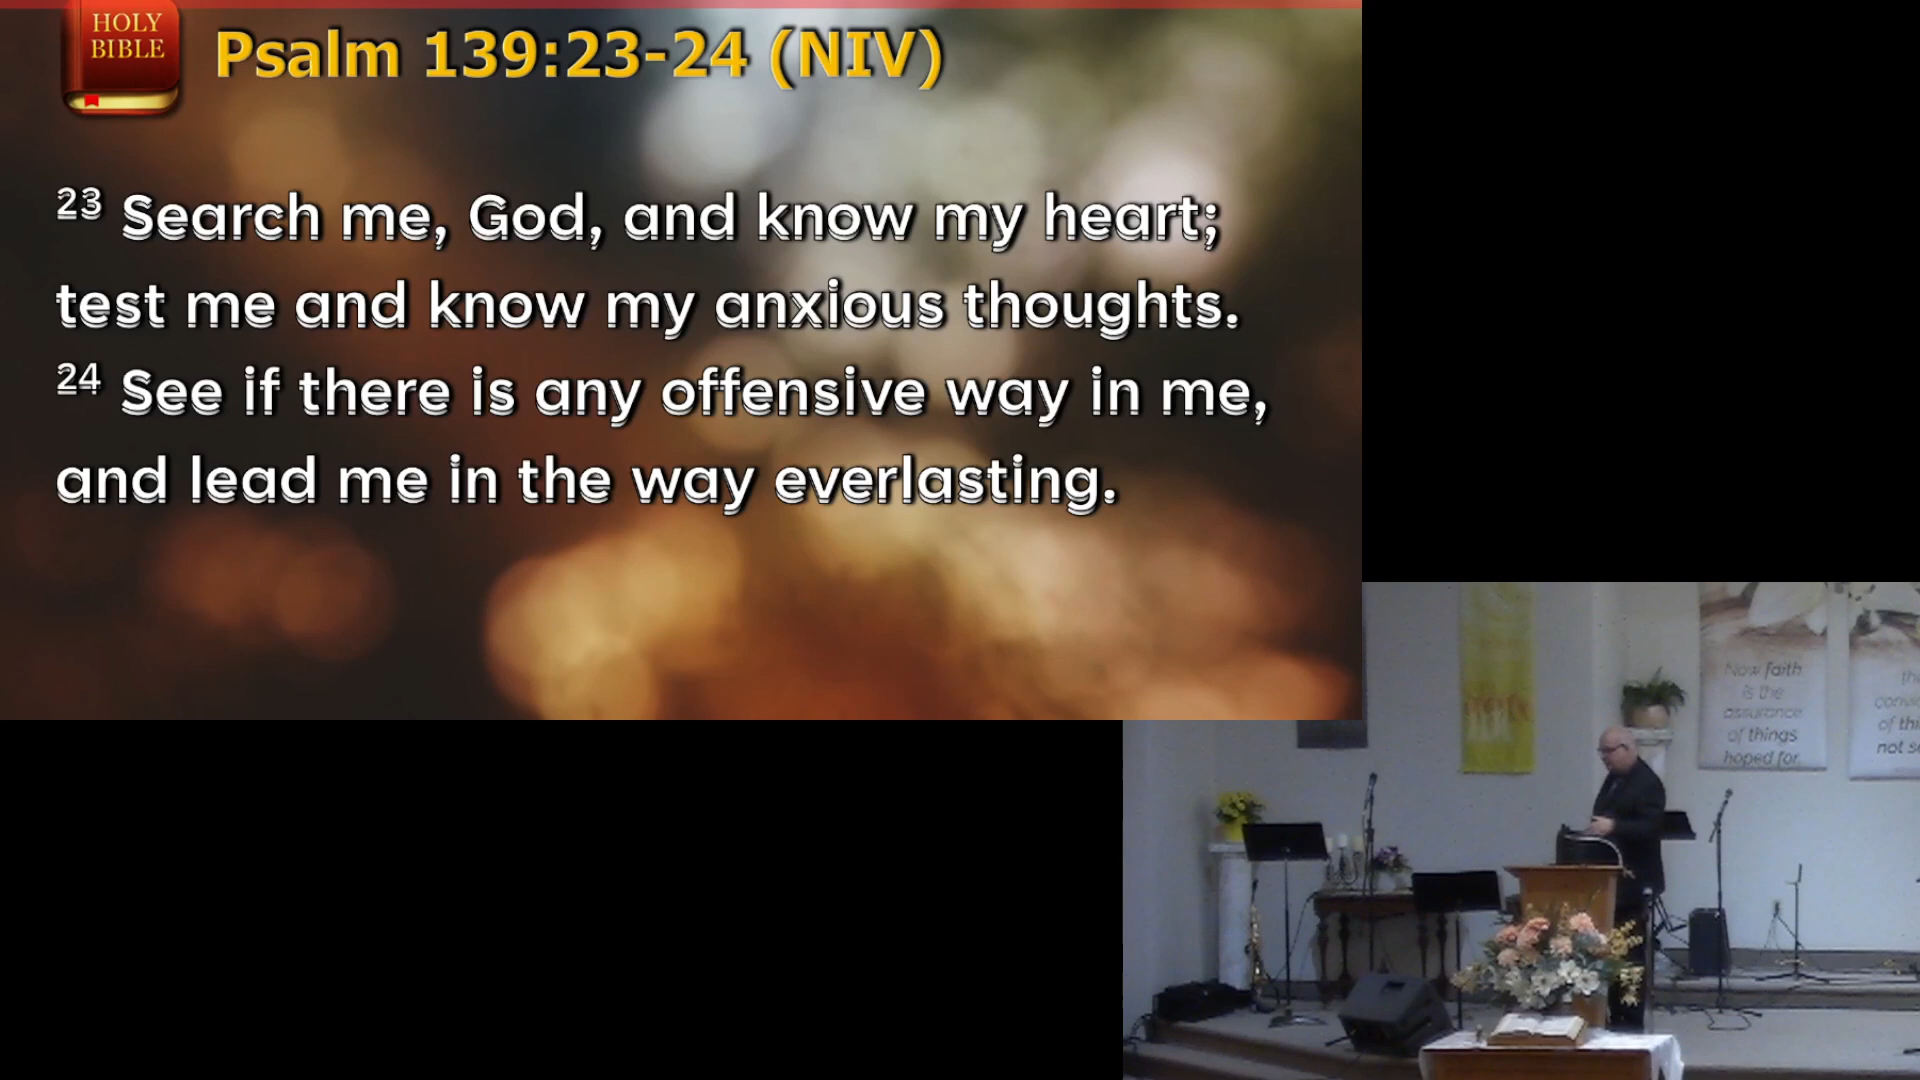 HOLY
BIBLE
Psalm 139:23-24 (NIV)
23 Search me, God, and know my heart;
test me and know my anxious thoughts.
24 See if there is any offensive way in me,
and lead me in the way everlasting.
Now faith
is the
assurance
of things
hoped for.
of
not